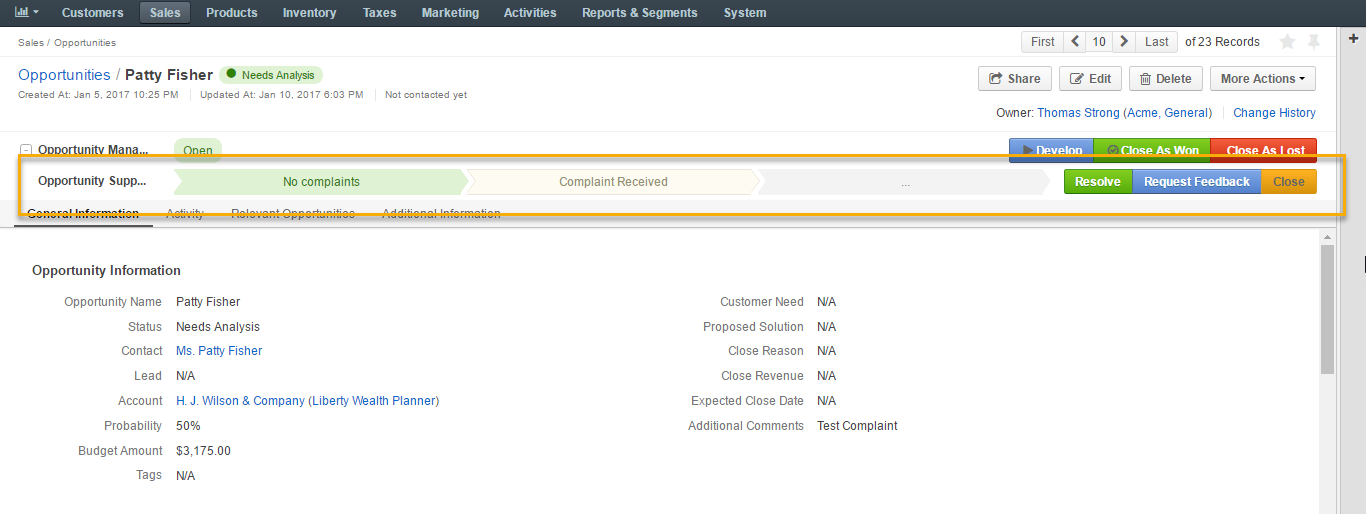 Customers Sales Products Inventory Taxes Marketing Activities Reports & Segments System
Sales / Opportunities
First 10 Last of 23 Records
Opportunities / Patty Fisher Needs Analysis
Share Edit Delete More Actions
Created At: Jan 5, 2017 10:25 PM Updated At: Jan 10, 2017 6:03 PM Not contacted yet
Owner: Thomas Strong (Acme, General) Change History
Opportunity Mana... Open Develop Close As Won Close As Lost
Opportunity Supp... No complaints Complaint Received ... Resolve Request Feedback Close
General Information Activity Relevant Opportunities Additional Information
Opportunity Information
Opportunity Name Patty Fisher Customer Need N/A
Status Needs Analysis Proposed Solution N/A
Contact Ms. Patty Fisher Close Reason N/A
Lead N/A Close Revenue N/A
Account H. J. Wilson & Company (Liberty Wealth Planner) Expected Close Date N/A
Probability 50% Additional Comments Test Complaint
Budget Amount $3,175.00
Tags N/A